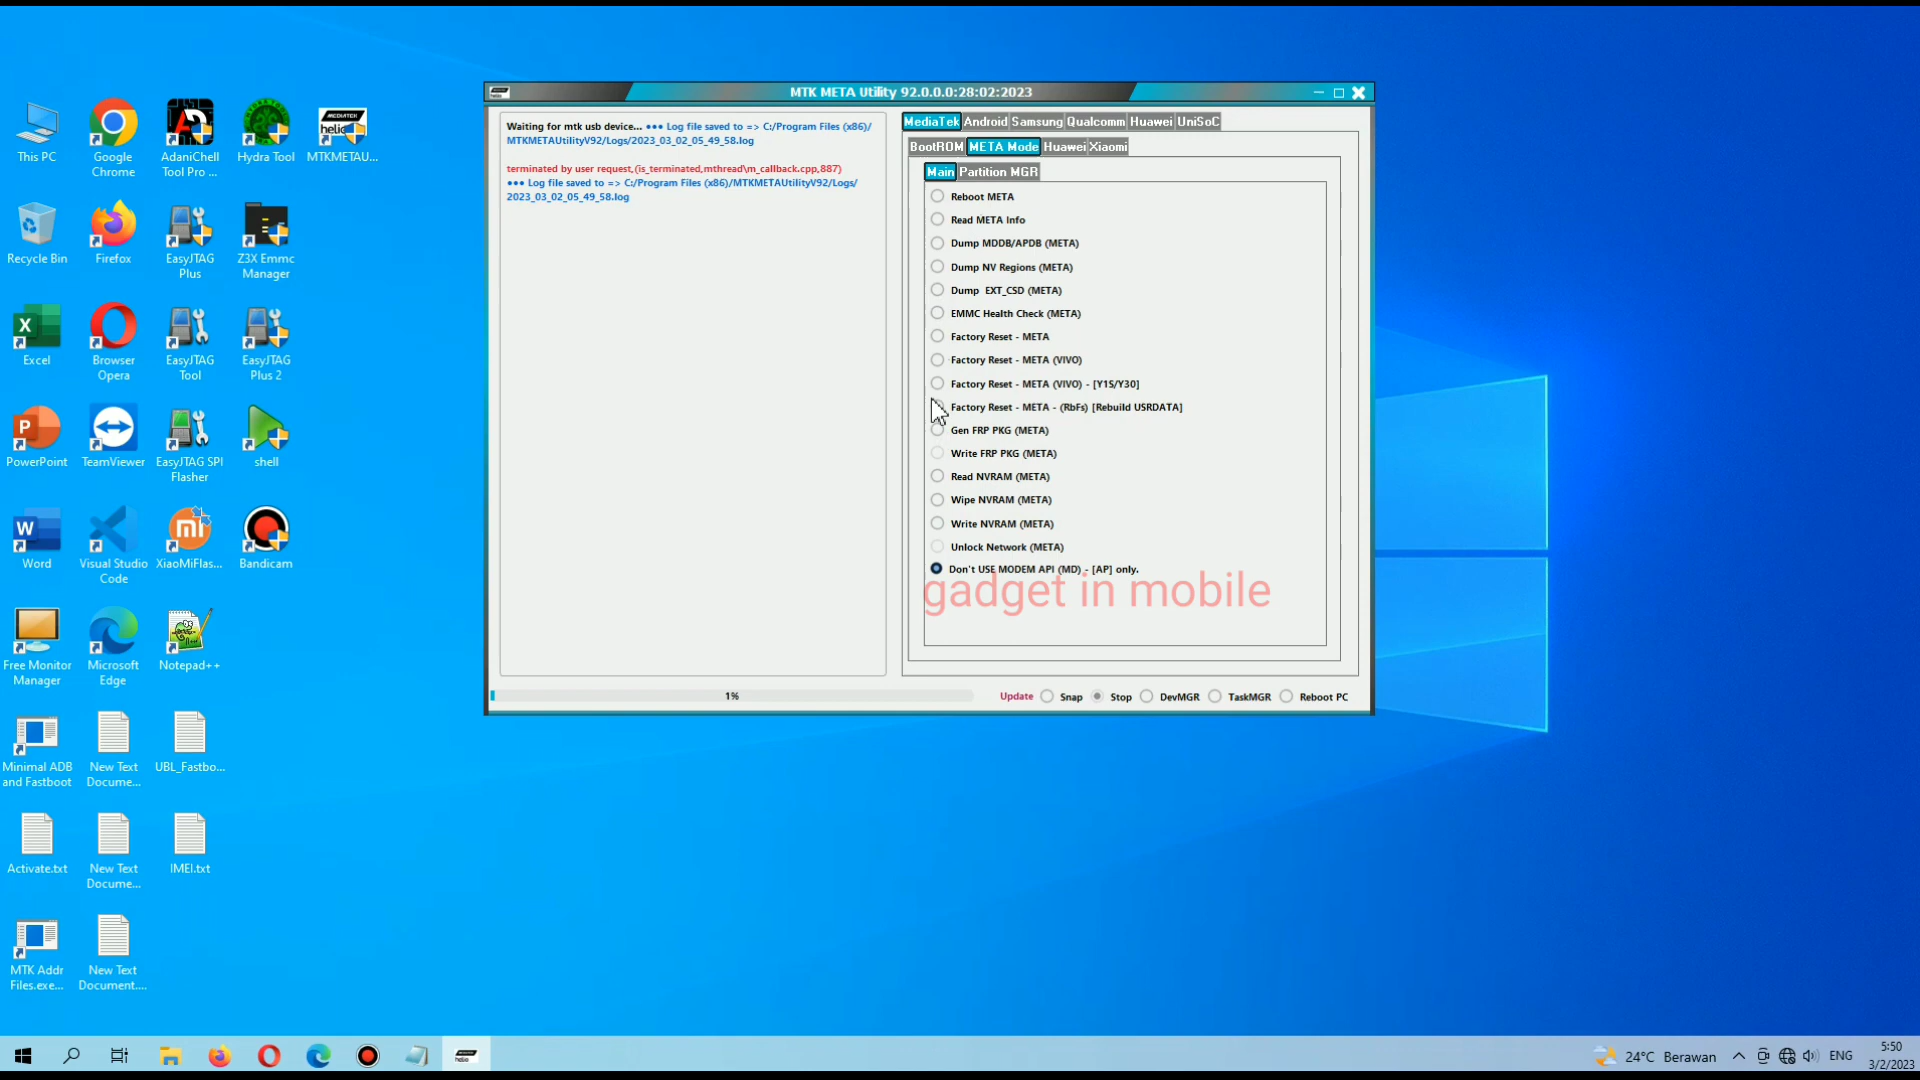 This PC
Google
Chrome
AdaniChell
Tool Pro ...
Hydra Tool
MTKMETAU...
Recycle Bin
Firefox
EasyJTAG
Plus
Z3X Emmc
Manager
Excel
Browser
Opera
EasyJTAG
Tool
EasyJTAG
Plus 2
PowerPoint
TeamViewer
EasyJTAG SPI
Flasher
shell
Word
Visual Studio
Code
XiaoMiFlas...
Bandicam
Free Monitor
Manager
Microsoft
Edge
Notepad++
Minimal ADB
and Fastboot
New Text
Docume...
UBL_Fastbo...
Activate.txt
New Text
Docume...
IMEI.txt
MTK Addr
Files.exe...
New Text
Document....
MTK META Utility 92.0.0.0:28:02:2023
Waiting for mtk usb device... ●●● Log file saved to => C:/Program Files (x86)/
MTKMETAUtilityV92/Logs/2023_03_02_05_49_58.log
terminated by user request,(is_terminated,mthread\m_callback.cpp,887)
●●● Log file saved to => C:/Program Files (x86)/MTKMETAUtilityV92/Logs/
2023_03_02_05_49_58.log
MediaTek Android Samsung Qualcomm Huawei UniSoC
BootROM META Mode Huawei Xiaomi
Main Partition MGR
Reboot META
Read META Info
Dump MDDB/APDB (META)
Dump NV Regions (META)
Dump EXT_CSD (META)
EMMC Health Check (META)
Factory Reset - META
Factory Reset - META (VIVO)
Factory Reset - META (VIVO) - [Y1S/Y30]
Factory Reset - META - (RbFs) [Rebuild USRDATA]
Gen FRP PKG (META)
Write FRP PKG (META)
Read NVRAM (META)
Wipe NVRAM (META)
Write NVRAM (META)
Unlock Network (META)
Don't USE MODEM API (MD) - [AP] only.
gadget in mobile
1%
Update Snap Stop DevMGR TaskMGR Reboot PC
24°C Berawan
ENG
5:50
3/2/2023